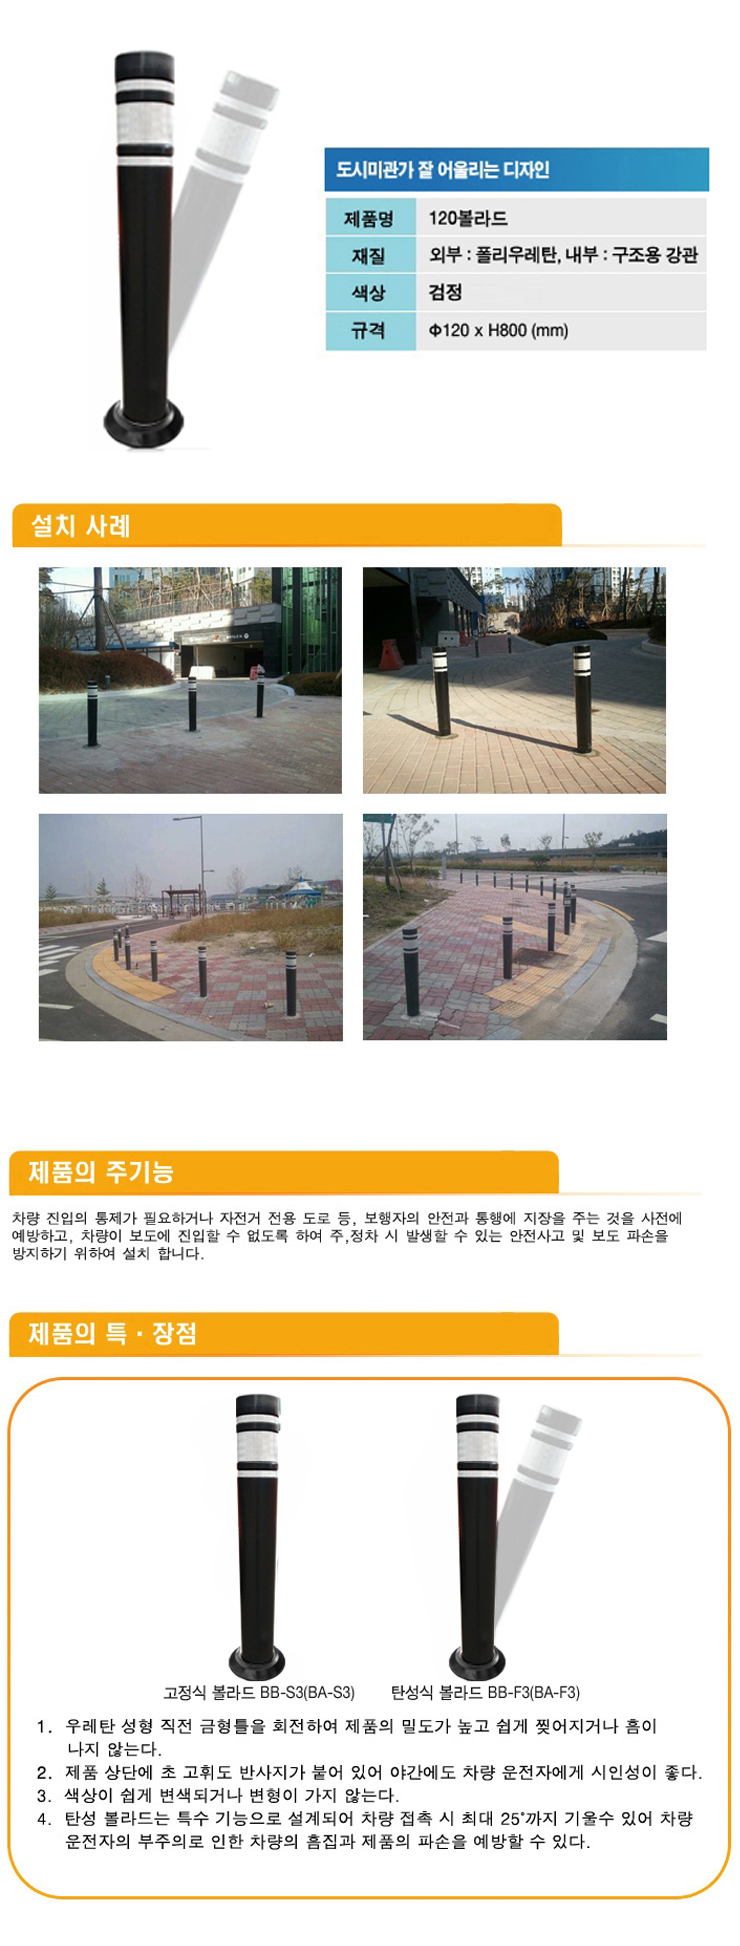 도시미관가 잘 어울리는 디자인
제품명 120볼라드
재질 외부 : 폴리우레탄, 내부 : 구조용 강관
색상 검정
규격 Φ120 x H800 (mm)
설치 사례
제품의 주기능
차량 진입의 통제가 필요하거나 자전거 전용 도로 등, 보행자의 안전과 통행에 지장을 주는 것을 사전에
예방하고, 차량이 보도에 진입할 수 없도록 하여 주,정차 시 발생할 수 있는 안전사고 및 보도 파손을
방지하기 위하여 설치 합니다.
제품의 특 · 장점
고정식 볼라드 BB-S3(BA-S3) 탄성식 볼라드 BB-F3(BA-F3)
1. 우레탄 성형 직전 금형틀을 회전하여 제품의 밀도가 높고 쉽게 찢어지거나 흠이
나지 않는다.
2. 제품 상단에 초 고휘도 반사지가 붙어 있어 야간에도 차량 운전자에게 시인성이 좋다.
3. 색상이 쉽게 변색되거나 변형이 가지 않는다.
4. 탄성 볼라드는 특수 기능으로 설계되어 차량 접촉 시 최대 25°까지 기울수 있어 차량
운전자의 부주의로 인한 차량의 흠집과 제품의 파손을 예방할 수 있다.